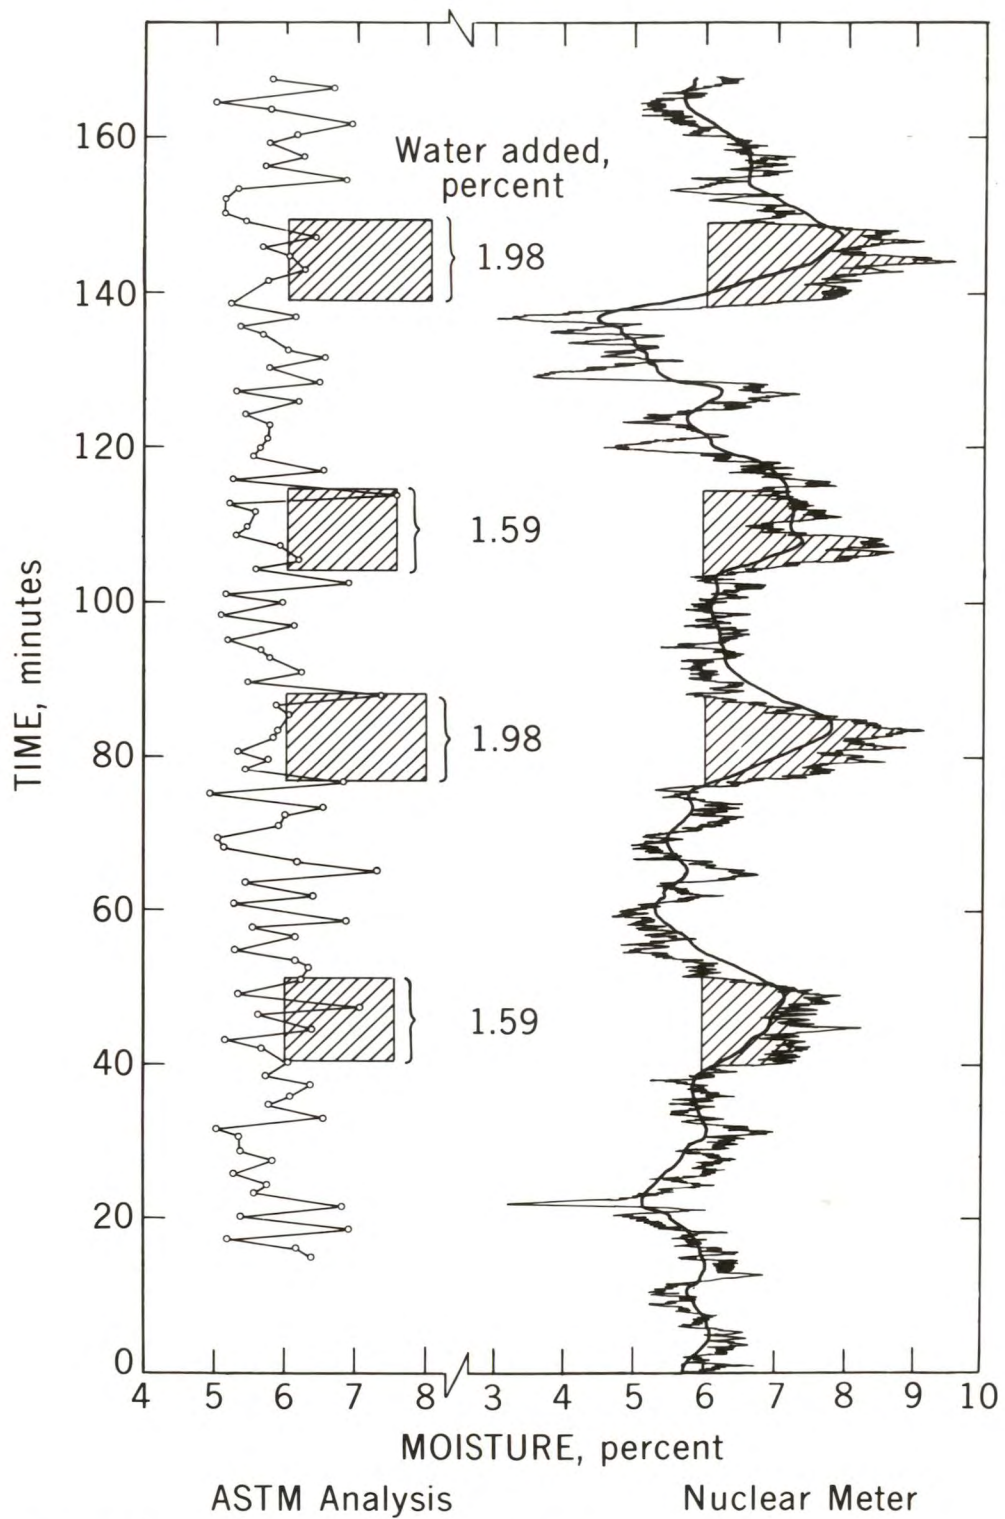 Water added,
percent
160
1.98
140
120
1.59
100
1.98
80
60
1.59
40
20
0
TIME, minutes
4 5 6 7 8 3 4 5 6 7 8 9 10
MOISTURE, percent
ASTM Analysis Nuclear Meter